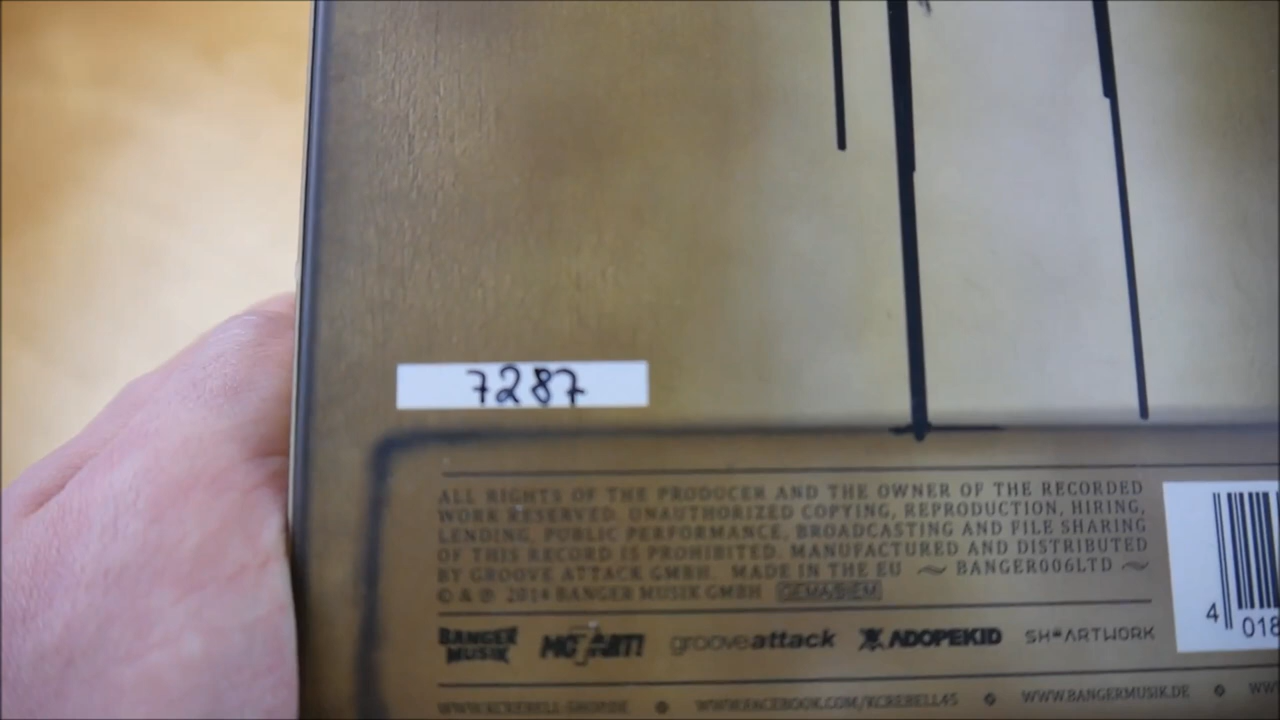 7287
ALL RIGHTS OF THE PRODUCER AND THE OWNER OF THE RECORDED
WORK RESERVED. UNAUTHORIZED COPYING, REPRODUCTION, HIRING,
LENDING, PUBLIC PERFORMANCE, BROADCASTING AND FILE SHARING
OF THIS RECORD IS PROHIBITED. MANUFACTURED AND DISTRIBUTED
BY GROOVE ATTACK GMBH. MADE IN THE EU ~ BANGER006LTD ~
© & ℗ 2014 BANGER MUSIK GMBH GEMA/BIEM
4 018
BANGER MUSIK grooveattack ADOPEKID SH*ARTWORK
WWW.FACEBOOK.COM/KCREBELL45 WWW.BANGERMUSIK.DE